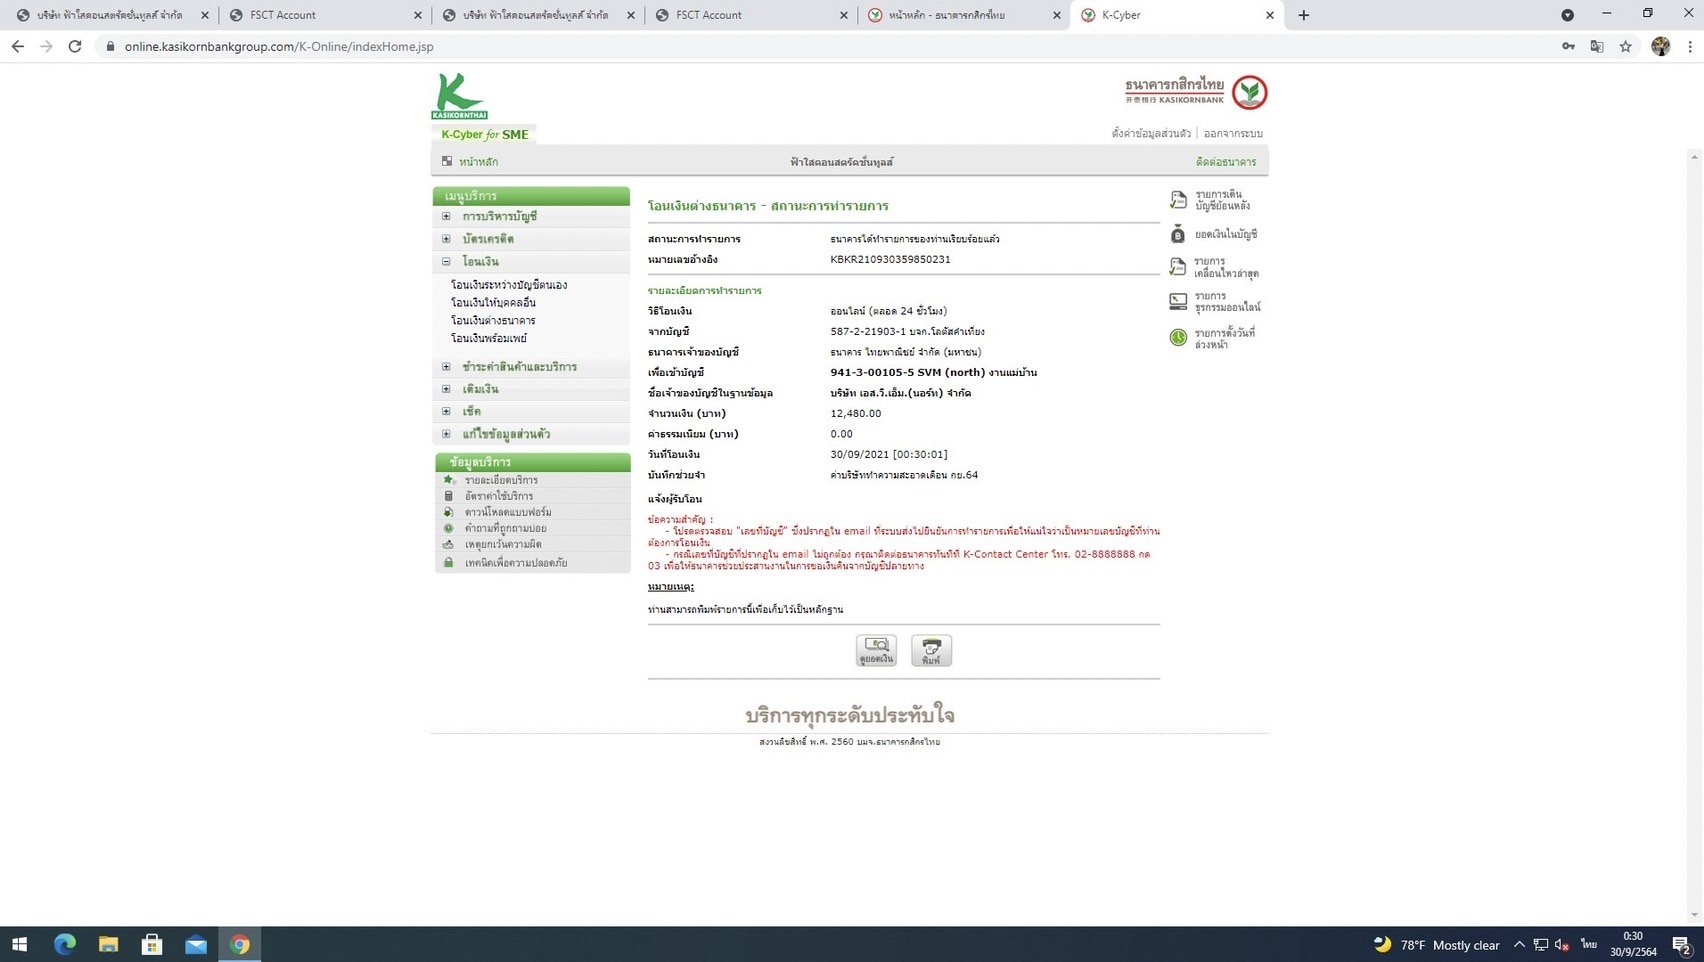 บริษัท ฟ้าใสคอนสตรัคชั่นทูลส์ จำกัด
FSCT Account
บริษัท ฟ้าใสคอนสตรัคชั่นทูลส์ จำกัด
FSCT Account
หน้าหลัก - ธนาคารกสิกรไทย
K-Cyber
online.kasikornbankgroup.com/K-Online/indexHome.jsp
KASIKORNTHAI
ธนาคารกสิกรไทย
开泰银行 KASIKORNBANK
K-Cyber for SME
ตั้งค่าข้อมูลส่วนตัว
ออกจากระบบ
หน้าหลัก
ฟ้าใสคอนสตรัคชั่นทูลส์
ติดต่อธนาคาร
เมนูบริการ
การบริหารบัญชี
บัตรเครดิต
โอนเงิน
โอนเงินระหว่างบัญชีตนเอง
โอนเงินให้บุคคลอื่น
โอนเงินต่างธนาคาร
โอนเงินพร้อมเพย์
ชำระค่าสินค้าและบริการ
เติมเงิน
เช็ค
แก้ไขข้อมูลส่วนตัว
ข้อมูลบริการ
รายละเอียดบริการ
อัตราค่าใช้บริการ
ดาวน์โหลดแบบฟอร์ม
คำถามที่ถูกถามบ่อย
เหตุยกเว้นความผิด
เทคนิคเพื่อความปลอดภัย
โอนเงินต่างธนาคาร - สถานะการทำรายการ
สถานะการทำรายการ ธนาคารได้ทำรายการของท่านเรียบร้อยแล้ว
หมายเลขอ้างอิง KBKR210930359850231
รายละเอียดการทำรายการ
วิธีโอนเงิน ออนไลน์ (ตลอด 24 ชั่วโมง)
จากบัญชี 587-2-21903-1 บจก.โลตัสคำเที่ยง
ธนาคารเจ้าของบัญชี ธนาคาร ไทยพาณิชย์ จำกัด (มหาชน)
เพื่อเข้าบัญชี 941-3-00105-5 SVM (north) งานแม่บ้าน
ชื่อเจ้าของบัญชีในฐานข้อมูล บริษัท เอส.วี.เอ็ม.(นอร์ท) จำกัด
จำนวนเงิน (บาท) 12,480.00
ค่าธรรมเนียม (บาท) 0.00
วันที่โอนเงิน 30/09/2021 [00:30:01]
บันทึกช่วยจำ ค่าบริษัททำความสะอาดเดือน กย.64
แจ้งผู้รับโอน
ข้อความสำคัญ :
- โปรดตรวจสอบ "เลขที่บัญชี" ซึ่งปรากฏใน email ที่ระบบส่งไปยืนยันการทำรายการเพื่อให้แน่ใจว่าเป็นหมายเลขบัญชีที่ท่าน
ต้องการโอนเงิน
- กรณีเลขที่บัญชีที่ปรากฏใน email ไม่ถูกต้อง กรุณาติดต่อธนาคารทันทีที่ K-Contact Center โทร. 02-8888888 กด
03 เพื่อให้ธนาคารช่วยประสานงานในการขอเงินคืนจากบัญชีปลายทาง
หมายเหตุ:
ท่านสามารถพิมพ์รายการนี้เพื่อเก็บไว้เป็นหลักฐาน
ดูยอดเงิน
พิมพ์
รายการเดิน
บัญชีย้อนหลัง
ยอดเงินในบัญชี
รายการ
เคลื่อนไหวล่าสุด
รายการ
ธุรกรรมออนไลน์
รายการตั้งวันที่
ล่วงหน้า
บริการทุกระดับประทับใจ
สงวนลิขสิทธิ์ พ.ศ. 2560 บมจ.ธนาคารกสิกรไทย
78°F Mostly clear
ไทย
0:30
30/9/2564
2